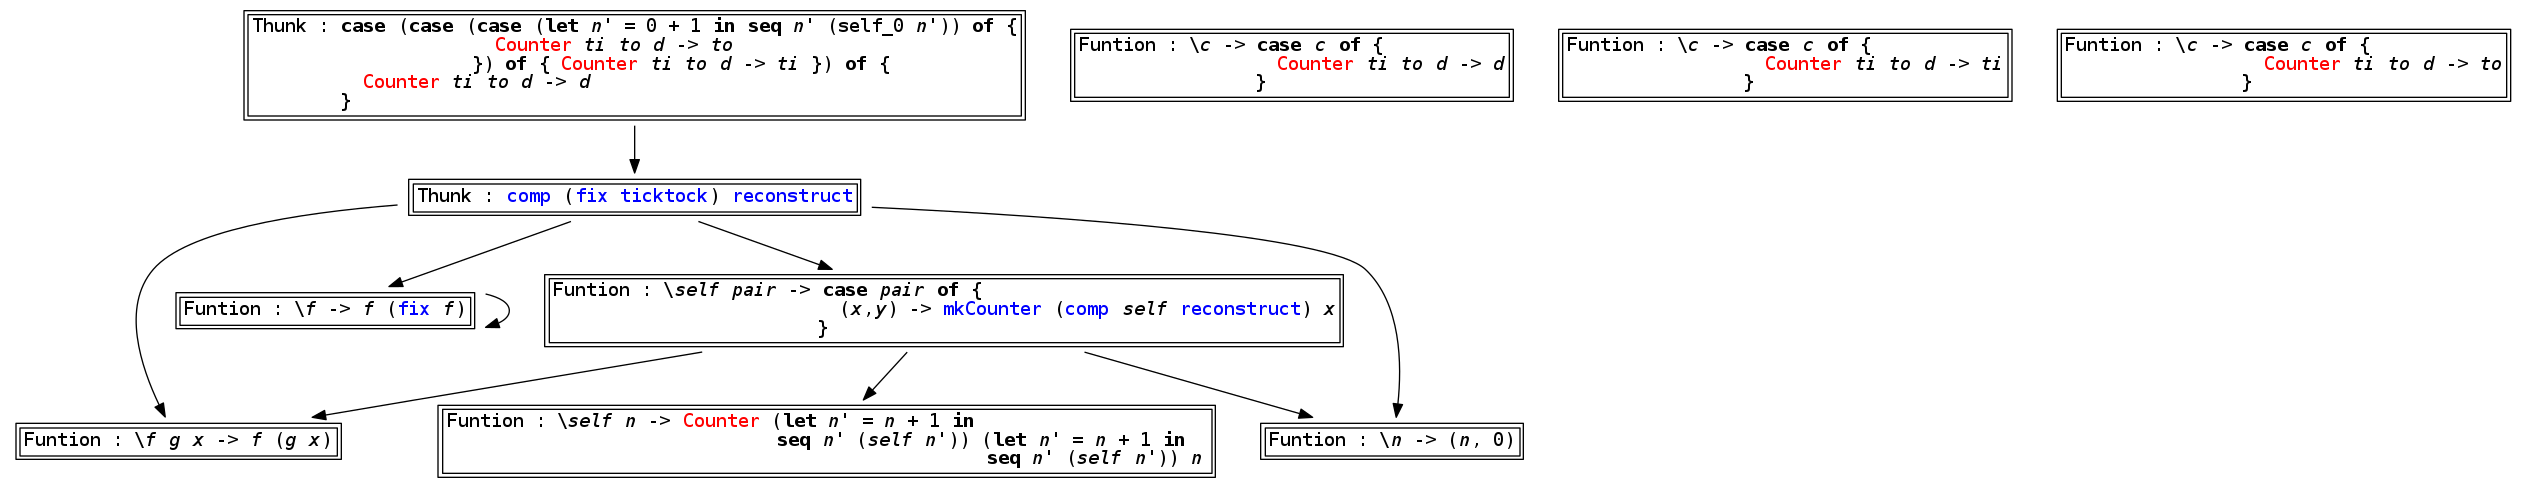 Thunk : case (case (case (let n' = 0 + 1 in seq n' (self_0 n')) of {
Counter ti to d -> to
}) of { Counter ti to d -> ti }) of {
Counter ti to d -> d
}
Funtion : \c -> case c of {
Counter ti to d -> d
}
Funtion : \c -> case c of {
Counter ti to d -> ti
}
Funtion : \c -> case c of {
Counter ti to d -> to
}
Thunk : comp (fix ticktock) reconstruct
Funtion : \f -> f (fix f)
Funtion : \self pair -> case pair of {
(x,y) -> mkCounter (comp self reconstruct) x
}
Funtion : \f g x -> f (g x)
Funtion : \self n -> Counter (let n' = n + 1 in
seq n' (self n')) (let n' = n + 1 in
seq n' (self n')) n
Funtion : \n -> (n, 0)